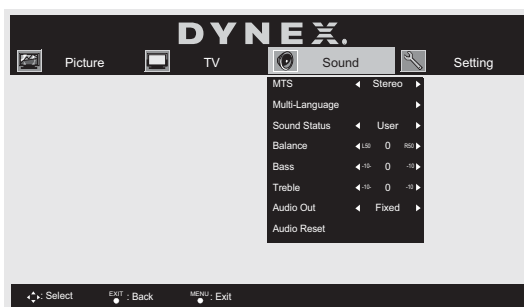 DYNEX.
Picture TV Sound Setting
MTS Stereo
Multi-Language
Sound Status User
Balance L50 0 R50
Bass -10- 0 -10-
Treble -10- 0 -10-
Audio Out Fixed
Audio Reset
: Select EXIT : Back MENU : Exit